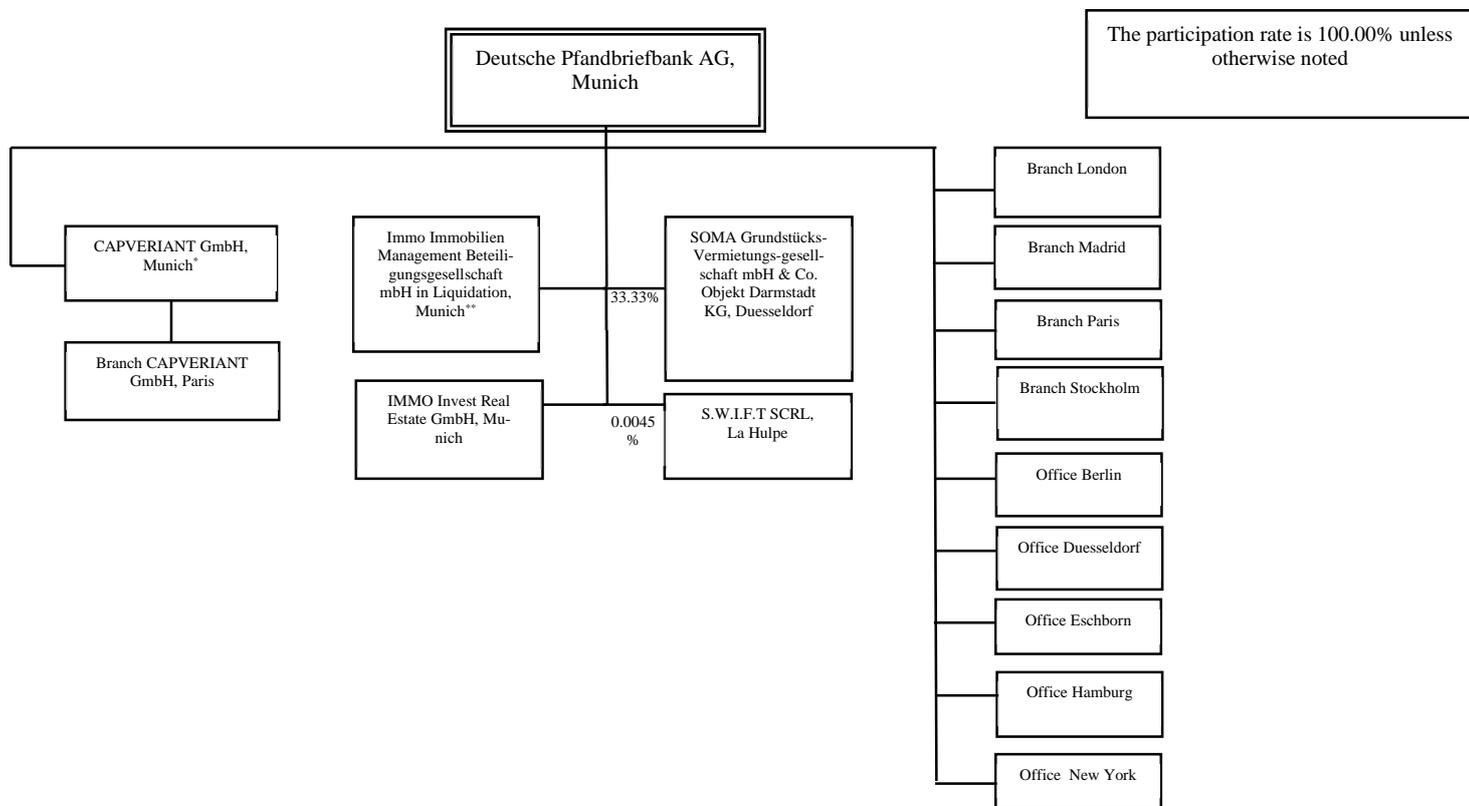 Deutsche Pfandbriefbank AG,
Munich
The participation rate is 100.00% unless
otherwise noted
CAPVERIANT GmbH,
Munich*
Branch CAPVERIANT
GmbH, Paris
Immo Immobilien
Management Beteili-
gungsgesellschaft
mbH in Liquidation,
Munich**
IMMO Invest Real
Estate GmbH, Mu-
nich
33.33%
SOMA Grundstücks-
Vermietungs-gesell-
schaft mbH & Co.
Objekt Darmstadt
KG, Duesseldorf
0.0045
%
S.W.I.F.T SCRL,
La Hulpe
Branch London
Branch Madrid
Branch Paris
Branch Stockholm
Office Berlin
Office Duesseldorf
Office Eschborn
Office Hamburg
Office New York